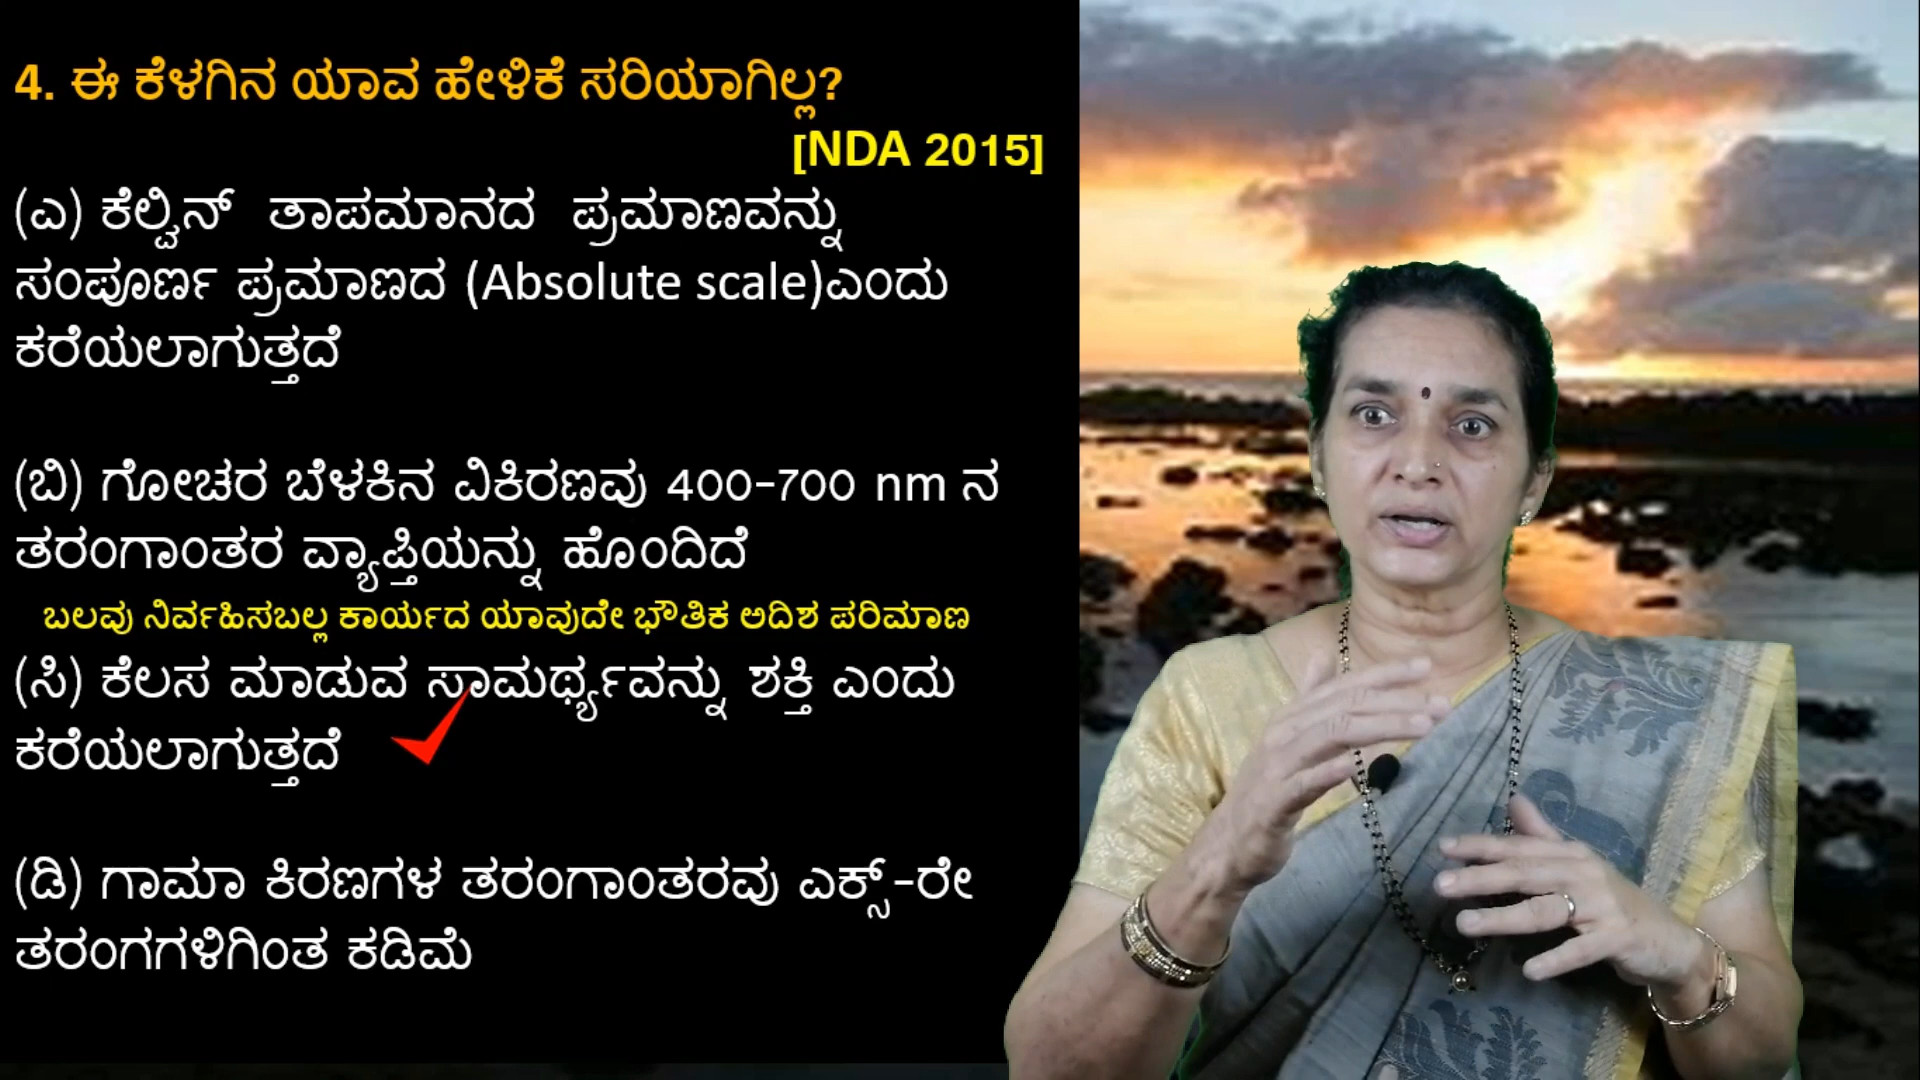 4. ಈ ಕೆಳಗಿನ ಯಾವ ಹೇಳಿಕೆ ಸರಿಯಾಗಿಲ್ಲ?
[NDA 2015]
(ಎ) ಕೆಲ್ವಿನ್ ತಾಪಮಾನದ ಪ್ರಮಾಣವನ್ನು
ಸಂಪೂರ್ಣ ಪ್ರಮಾಣದ (Absolute scale)ಎಂದು
ಕರೆಯಲಾಗುತ್ತದೆ
(ಬಿ) ಗೋಚರ ಬೆಳಕಿನ ವಿಕಿರಣವು 400-700 nm ನ
ತರಂಗಾಂತರ ವ್ಯಾಪ್ತಿಯನ್ನು ಹೊಂದಿದೆ
ಬಲವು ನಿರ್ವಹಿಸಬಲ್ಲ ಕಾರ್ಯದ ಯಾವುದೇ ಭೌತಿಕ ಅದಿಶ ಪರಿಮಾಣ
(ಸಿ) ಕೆಲಸ ಮಾಡುವ ಸಾಮರ್ಥ್ಯವನ್ನು ಶಕ್ತಿ ಎಂದು
ಕರೆಯಲಾಗುತ್ತದೆ
(ಡಿ) ಗಾಮಾ ಕಿರಣಗಳ ತರಂಗಾಂತರವು ಎಕ್ಸ್-ರೇ
ತರಂಗಗಳಿಗಿಂತ ಕಡಿಮೆ